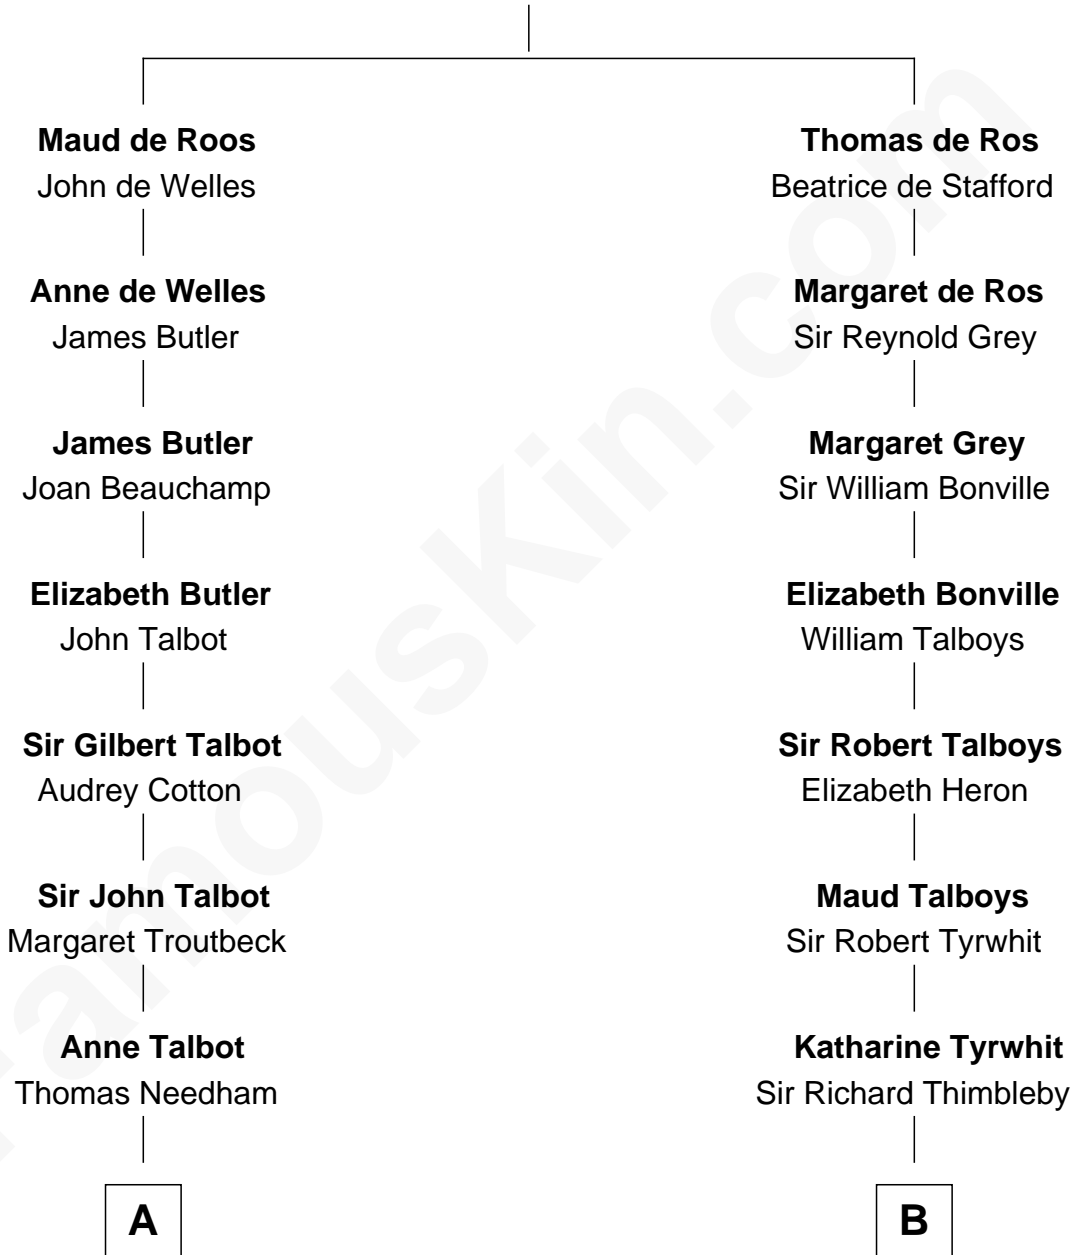 Maud de Roos
John de Welles
Thomas de Ros
Beatrice de Stafford
Anne de Welles
James Butler
Margaret de Ros
Sir Reynold Grey
James Butler
Joan Beauchamp
Margaret Grey
Sir William Bonville
Elizabeth Butler
John Talbot
Elizabeth Bonville
William Talboys
Sir Gilbert Talbot
Audrey Cotton
Sir Robert Talboys
Elizabeth Heron
Sir John Talbot
Margaret Troutbeck
Maud Talboys
Sir Robert Tyrwhit
Anne Talbot
Thomas Needham
Katharine Tyrwhit
Sir Richard Thimbleby
A
B
FamousKin.com